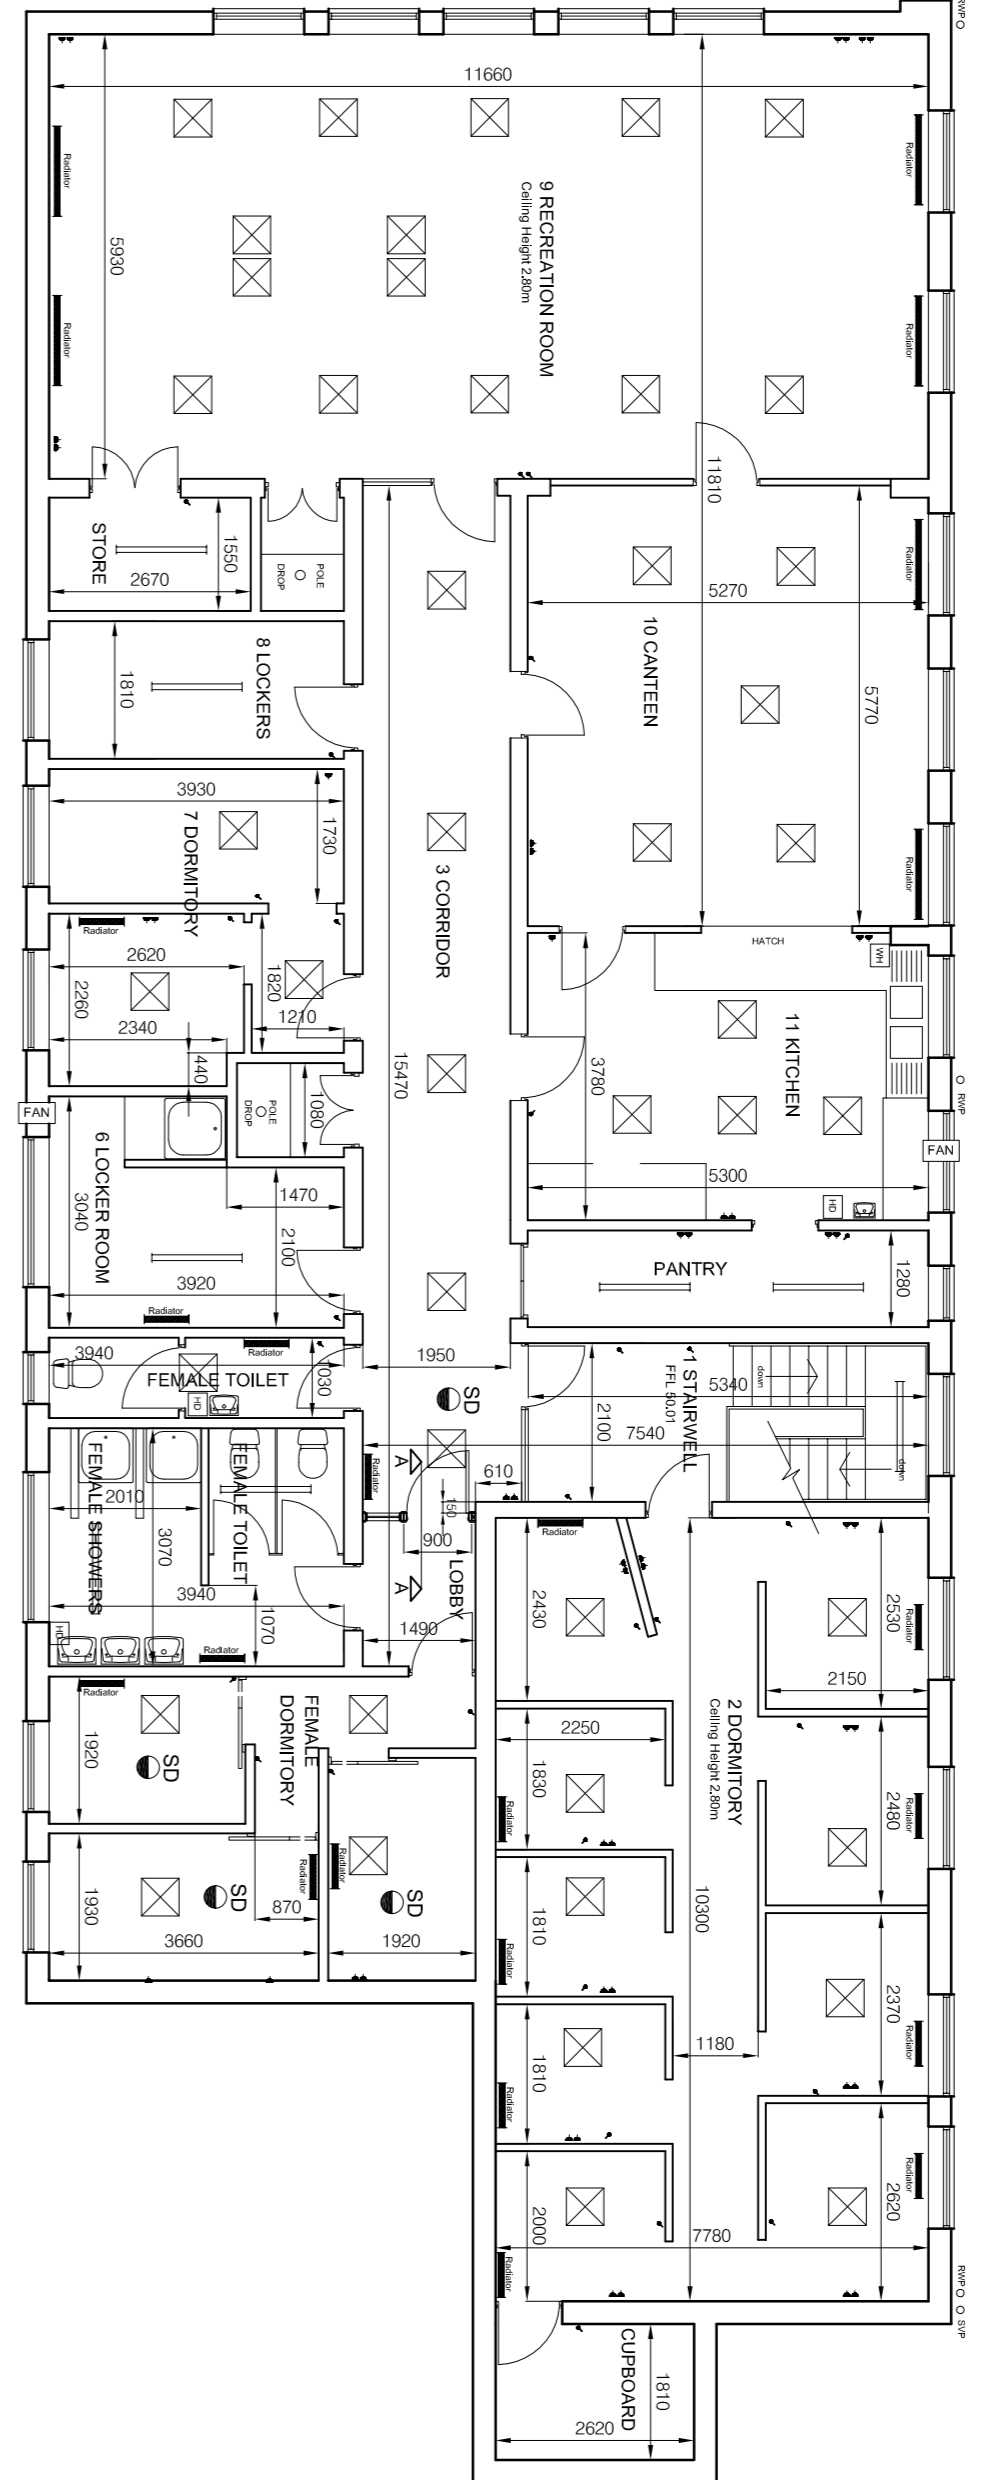 RWP
11660
Radiator
Radiator
5930
9 RECREATION ROOM
Ceiling Height 2.80m
Radiator
Radiator
11810
STORE
1550
2670
POLE
DROP
5270
Radiator
10 CANTEEN
5770
8 LOCKERS
1810
3930
1730
7 DORMITORY
3 CORRIDOR
Radiator
Radiator
2620
2260
2340
1820
1210
440
15470
HATCH
WH
11 KITCHEN
3780
RWP
FAN
1080
POLE
DROP
FAN
6 LOCKER ROOM
3040
1470
2100
3920
Radiator
5300
HD
PANTRY
1280
3940
Radiator
1030
FEMALE TOILET
HD
1950
SD
1 STAIRWELL
FFL 50.01
5340
2100
7540
down
down
Radiator
A
610
150
900
A
LOBBY
1490
FEMALE SHOWERS
2010
3070
FEMALE TOILET
3940
1070
HD
Radiator
Radiator
2430
2530
Radiator
2150
2 DORMITORY
Ceiling Height 2.80m
Radiator
FEMALE
DORMITORY
1920
SD
2250
1830
Radiator
2480
Radiator
1930
SD
870
Radiator
Radiator
SD
3660
1920
10300
1810
Radiator
2370
Radiator
1180
1810
Radiator
2620
Radiator
2000
7780
Radiator
RWP
SVP
CUPBOARD
1810
2620